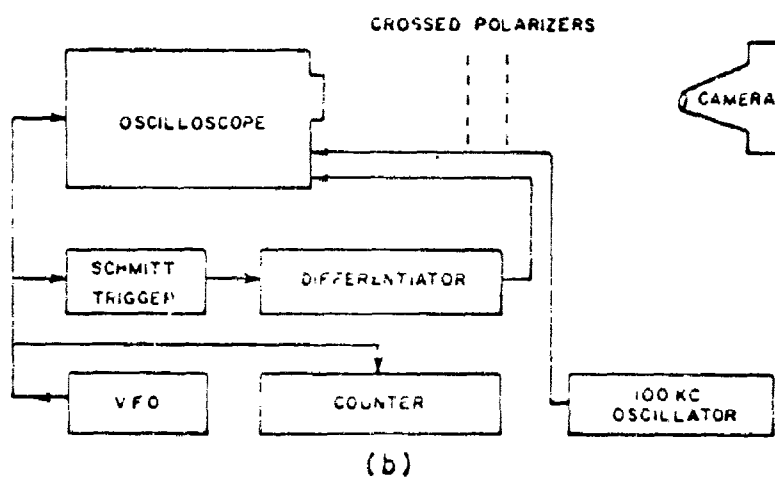 CROSSED POLARIZERS
OSCILLOSCOPE
CAMERA
SCHMITT
TRIGGER
DIFFERENTIATOR
VFO
COUNTER
100 KC
OSCILLATOR
(b)